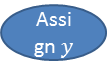 Assi
gn 𝑦